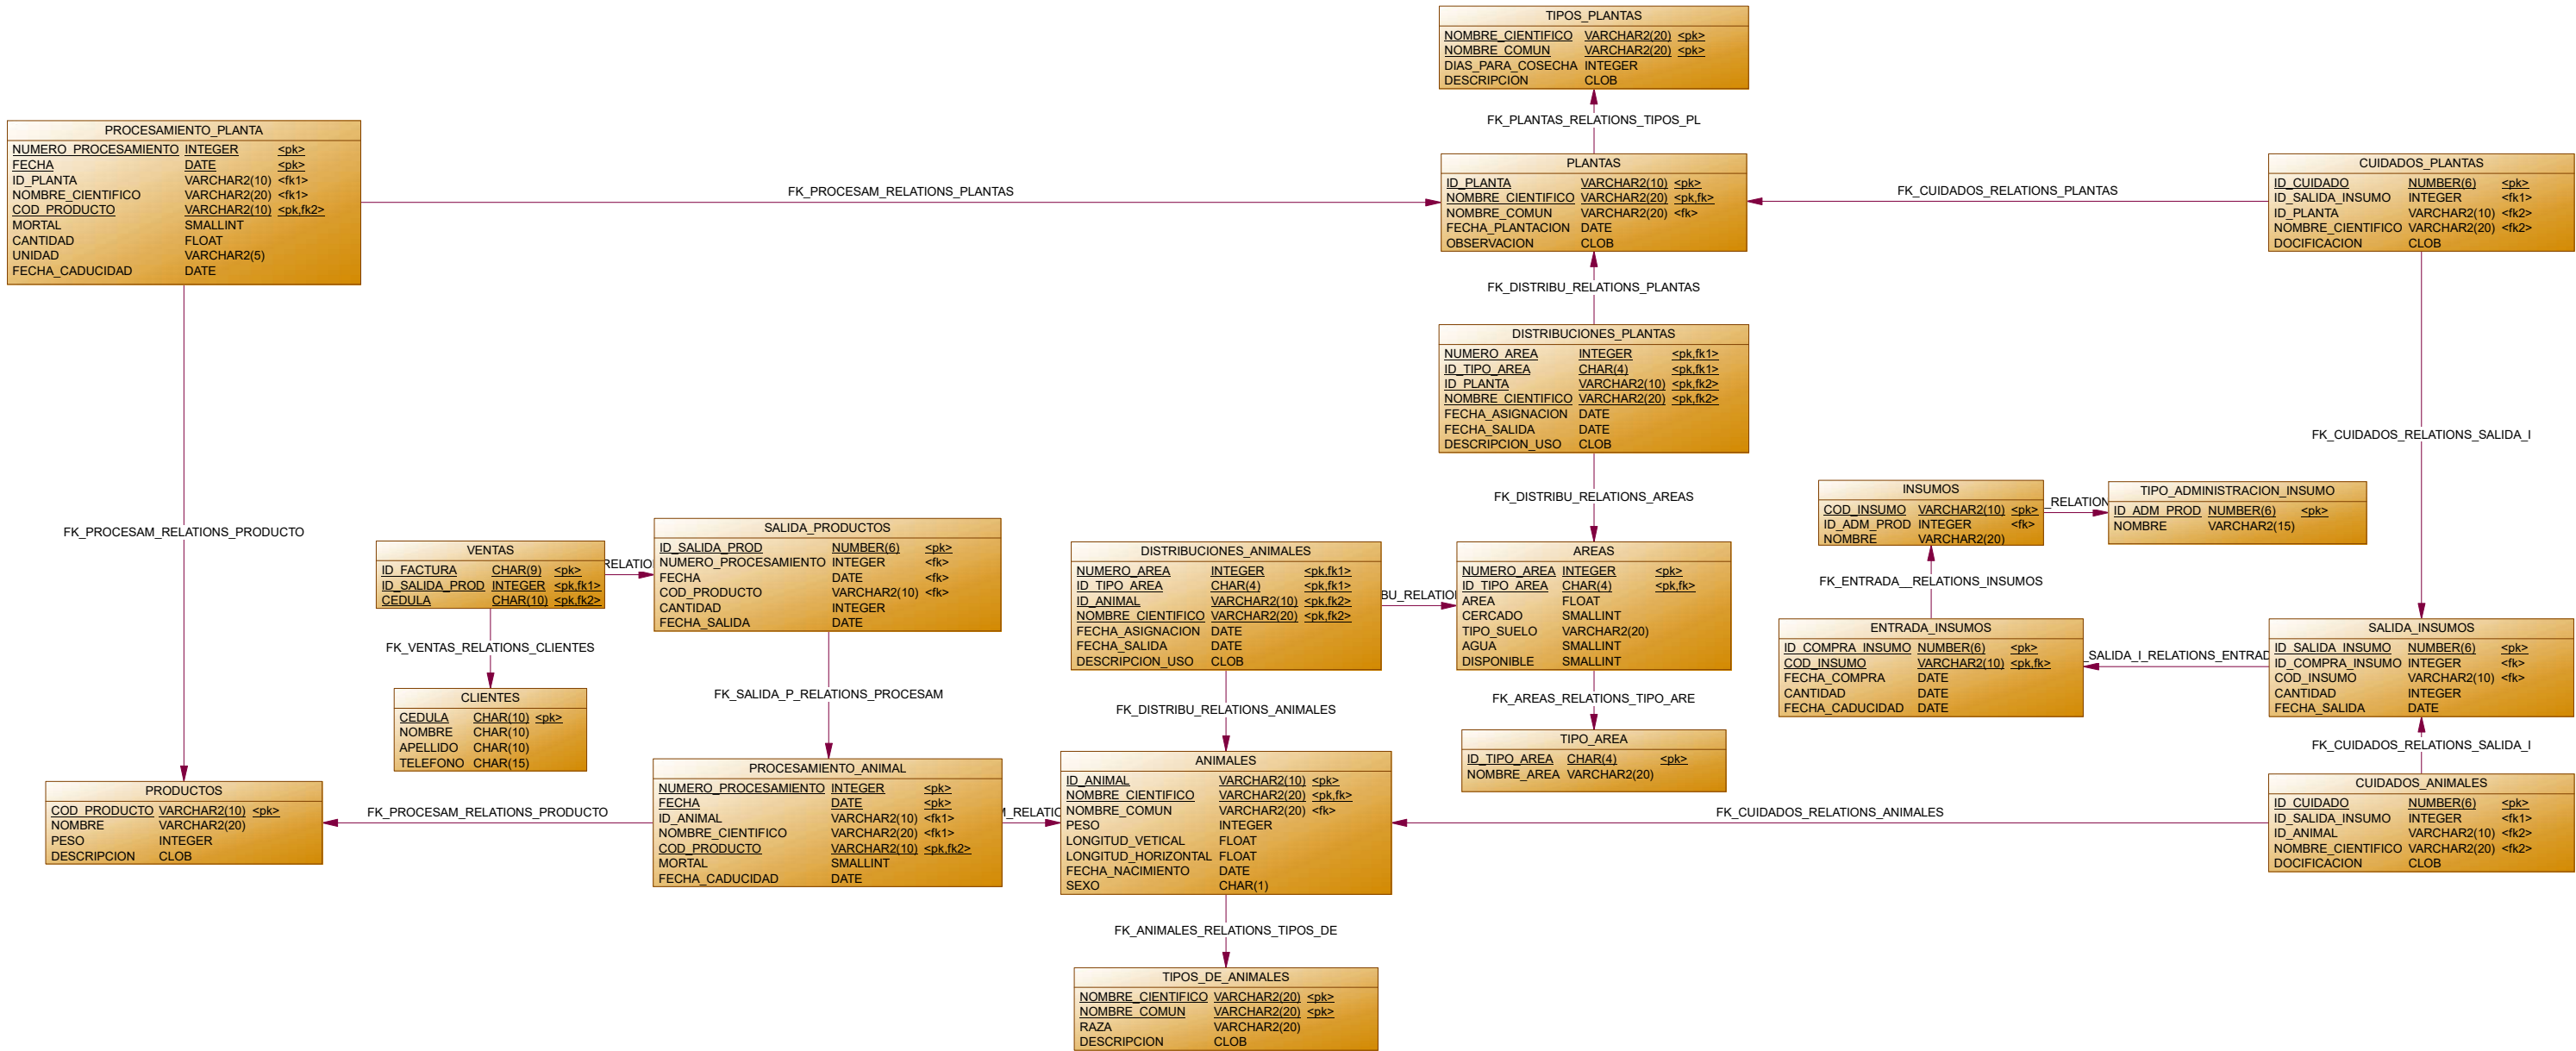 TIPOS_PLANTAS
NOMBRE_CIENTIFICO VARCHAR2(20) <pk>
NOMBRE_COMUN VARCHAR2(20) <pk>
DIAS_PARA_COSECHA INTEGER
DESCRIPCION CLOB
FK_PLANTAS_RELATIONS_TIPOS_PL
PROCESAMIENTO_PLANTA
NUMERO_PROCESAMIENTO INTEGER <pk>
FECHA DATE <pk>
ID_PLANTA VARCHAR2(10) <fk1>
NOMBRE_CIENTIFICO VARCHAR2(20) <fk1>
COD_PRODUCTO VARCHAR2(10) <pk,fk2>
MORTAL SMALLINT
CANTIDAD FLOAT
UNIDAD VARCHAR2(5)
FECHA_CADUCIDAD DATE
FK_PROCESAM_RELATIONS_PLANTAS
PLANTAS
ID_PLANTA VARCHAR2(10) <pk>
NOMBRE_CIENTIFICO VARCHAR2(20) <pk,fk>
NOMBRE_COMUN VARCHAR2(20) <fk>
FECHA_PLANTACION DATE
OBSERVACION CLOB
FK_CUIDADOS_RELATIONS_PLANTAS
CUIDADOS_PLANTAS
ID_CUIDADO NUMBER(6) <pk>
ID_SALIDA_INSUMO INTEGER <fk1>
ID_PLANTA VARCHAR2(10) <fk2>
NOMBRE_CIENTIFICO VARCHAR2(20) <fk2>
DOCIFICACION CLOB
FK_DISTRIBU_RELATIONS_PLANTAS
DISTRIBUCIONES_PLANTAS
NUMERO_AREA INTEGER <pk,fk1>
ID_TIPO_AREA CHAR(4) <pk,fk1>
ID_PLANTA VARCHAR2(10) <pk,fk2>
NOMBRE_CIENTIFICO VARCHAR2(20) <pk,fk2>
FECHA_ASIGNACION DATE
FECHA_SALIDA DATE
DESCRIPCION_USO CLOB
FK_CUIDADOS_RELATIONS_SALIDA_I
FK_DISTRIBU_RELATIONS_AREAS
FK_PROCESAM_RELATIONS_PRODUCTO
INSUMOS
COD_INSUMO VARCHAR2(10) <pk>
ID_ADM_PROD INTEGER <fk>
NOMBRE VARCHAR2(20)
_RELATION
TIPO_ADMINISTRACION_INSUMO
ID_ADM_PROD NUMBER(6) <pk>
NOMBRE VARCHAR2(15)
VENTAS
ID_FACTURA CHAR(9) <pk>
ID_SALIDA_PROD INTEGER <pk,fk1>
CEDULA CHAR(10) <pk,fk2>
RELATIO
SALIDA_PRODUCTOS
ID_SALIDA_PROD NUMBER(6) <pk>
NUMERO_PROCESAMIENTO INTEGER <fk>
FECHA DATE <fk>
COD_PRODUCTO VARCHAR2(10) <fk>
CANTIDAD INTEGER
FECHA_SALIDA DATE
DISTRIBUCIONES_ANIMALES
NUMERO_AREA INTEGER <pk,fk1>
ID_TIPO_AREA CHAR(4) <pk,fk1>
ID_ANIMAL VARCHAR2(10) <pk,fk2>
NOMBRE_CIENTIFICO VARCHAR2(20) <pk,fk2>
FECHA_ASIGNACION DATE
FECHA_SALIDA DATE
DESCRIPCION_USO CLOB
BU_RELATIO
AREAS
NUMERO_AREA INTEGER <pk>
ID_TIPO_AREA CHAR(4) <pk,fk>
AREA FLOAT
CERCADO SMALLINT
TIPO_SUELO VARCHAR2(20)
AGUA SMALLINT
DISPONIBLE SMALLINT
FK_ENTRADA__RELATIONS_INSUMOS
ENTRADA_INSUMOS
ID_COMPRA_INSUMO NUMBER(6) <pk>
COD_INSUMO VARCHAR2(10) <pk,fk>
FECHA_COMPRA DATE
CANTIDAD DATE
FECHA_CADUCIDAD DATE
_SALIDA_I_RELATIONS_ENTRAD
SALIDA_INSUMOS
ID_SALIDA_INSUMO NUMBER(6) <pk>
ID_COMPRA_INSUMO INTEGER <fk>
COD_INSUMO VARCHAR2(10) <fk>
CANTIDAD INTEGER
FECHA_SALIDA DATE
FK_VENTAS_RELATIONS_CLIENTES
CLIENTES
CEDULA CHAR(10) <pk>
NOMBRE CHAR(10)
APELLIDO CHAR(10)
TELEFONO CHAR(15)
FK_SALIDA_P_RELATIONS_PROCESAM
FK_DISTRIBU_RELATIONS_ANIMALES
FK_AREAS_RELATIONS_TIPO_ARE
TIPO_AREA
ID_TIPO_AREA CHAR(4) <pk>
NOMBRE_AREA VARCHAR2(20)
FK_CUIDADOS_RELATIONS_SALIDA_I
PRODUCTOS
COD_PRODUCTO VARCHAR2(10) <pk>
NOMBRE VARCHAR2(20)
PESO INTEGER
DESCRIPCION CLOB
FK_PROCESAM_RELATIONS_PRODUCTO
PROCESAMIENTO_ANIMAL
NUMERO_PROCESAMIENTO INTEGER <pk>
FECHA DATE <pk>
ID_ANIMAL VARCHAR2(10) <fk1>
NOMBRE_CIENTIFICO VARCHAR2(20) <fk1>
COD_PRODUCTO VARCHAR2(10) <pk,fk2>
MORTAL SMALLINT
FECHA_CADUCIDAD DATE
M_RELATIO
ANIMALES
ID_ANIMAL VARCHAR2(10) <pk>
NOMBRE_CIENTIFICO VARCHAR2(20) <pk,fk>
NOMBRE_COMUN VARCHAR2(20) <fk>
PESO INTEGER
LONGITUD_VETICAL FLOAT
LONGITUD_HORIZONTAL FLOAT
FECHA_NACIMIENTO DATE
SEXO CHAR(1)
FK_CUIDADOS_RELATIONS_ANIMALES
CUIDADOS_ANIMALES
ID_CUIDADO NUMBER(6) <pk>
ID_SALIDA_INSUMO INTEGER <fk1>
ID_ANIMAL VARCHAR2(10) <fk2>
NOMBRE_CIENTIFICO VARCHAR2(20) <fk2>
DOCIFICACION CLOB
FK_ANIMALES_RELATIONS_TIPOS_DE
TIPOS_DE_ANIMALES
NOMBRE_CIENTIFICO VARCHAR2(20) <pk>
NOMBRE_COMUN VARCHAR2(20) <pk>
RAZA VARCHAR2(20)
DESCRIPCION CLOB